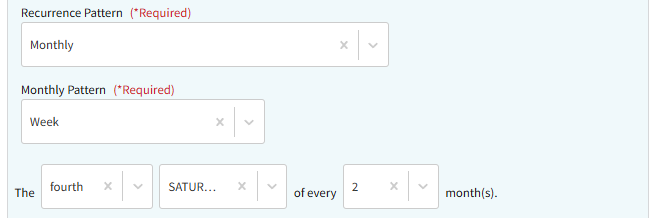 Recurrence Pattern (*Required)
Monthly
Monthly Pattern (*Required)
Week
The fourth SATUR... of every 2 month(s).